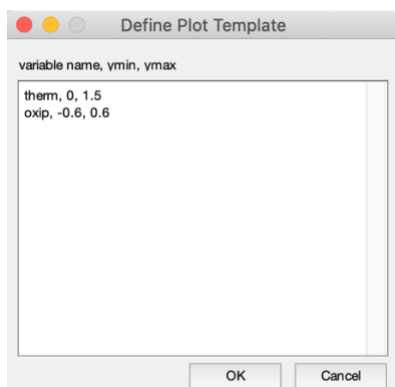 Define Plot Template
variable name, ymin, ymax
therm, 0, 1.5
oxip, -0.6, 0.6
OK
Cancel